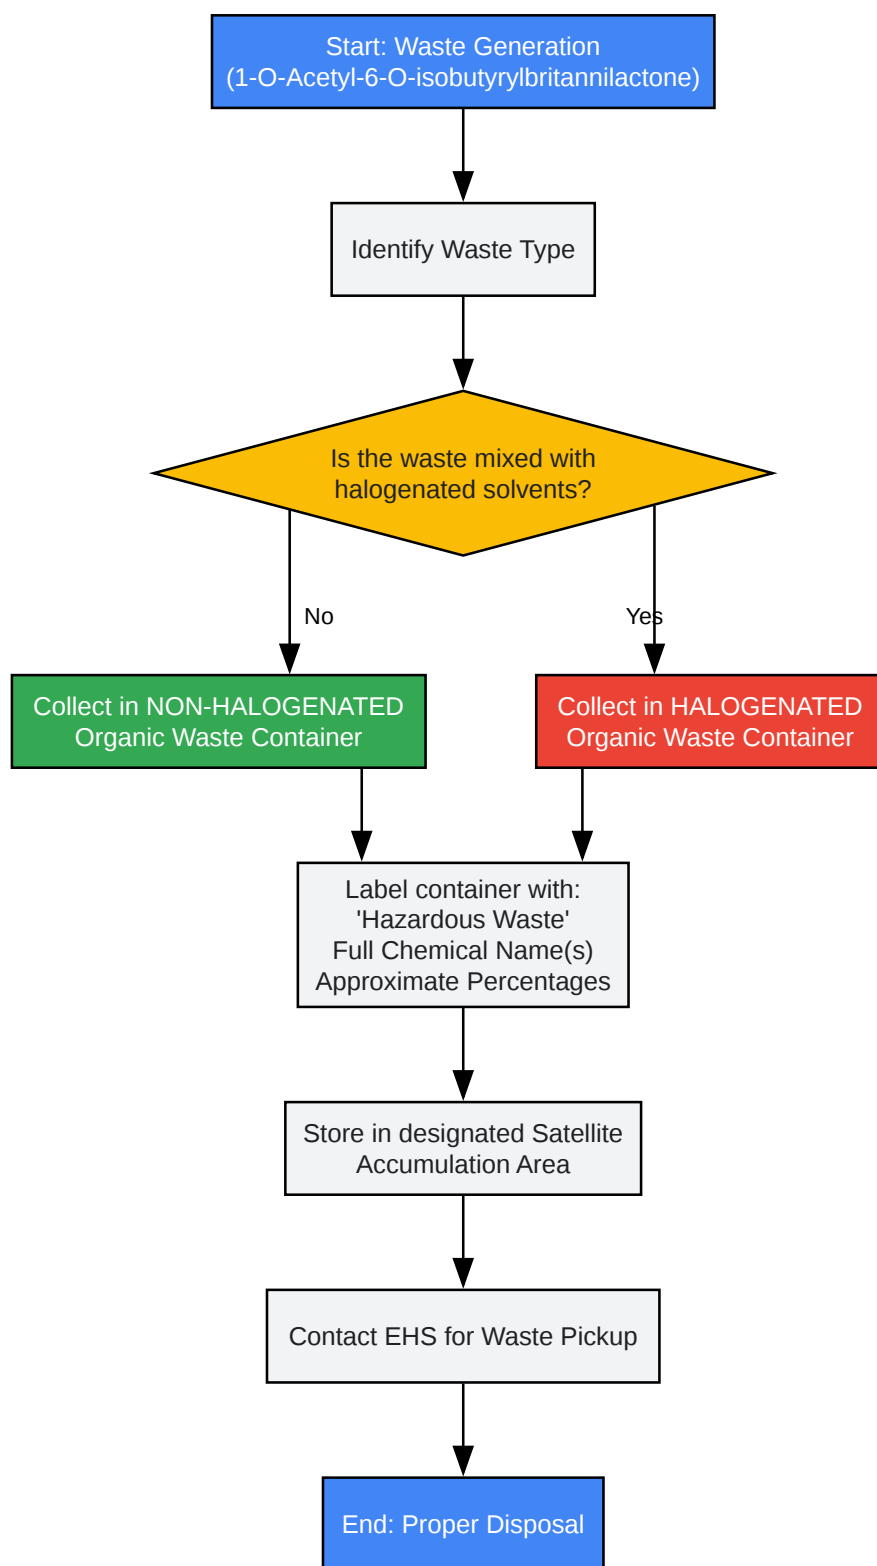 Start: Waste Generation
(1-O-Acetyl-6-O-isobutyrylbritannilactone)
Identify Waste Type
Is the waste mixed with
halogenated solvents?
No
Yes
Collect in NON-HALOGENATED
Organic Waste Container
Collect in HALOGENATED
Organic Waste Container
Label container with:
'Hazardous Waste'
Full Chemical Name(s)
Approximate Percentages
Store in designated Satellite
Accumulation Area
Contact EHS for Waste Pickup
End: Proper Disposal